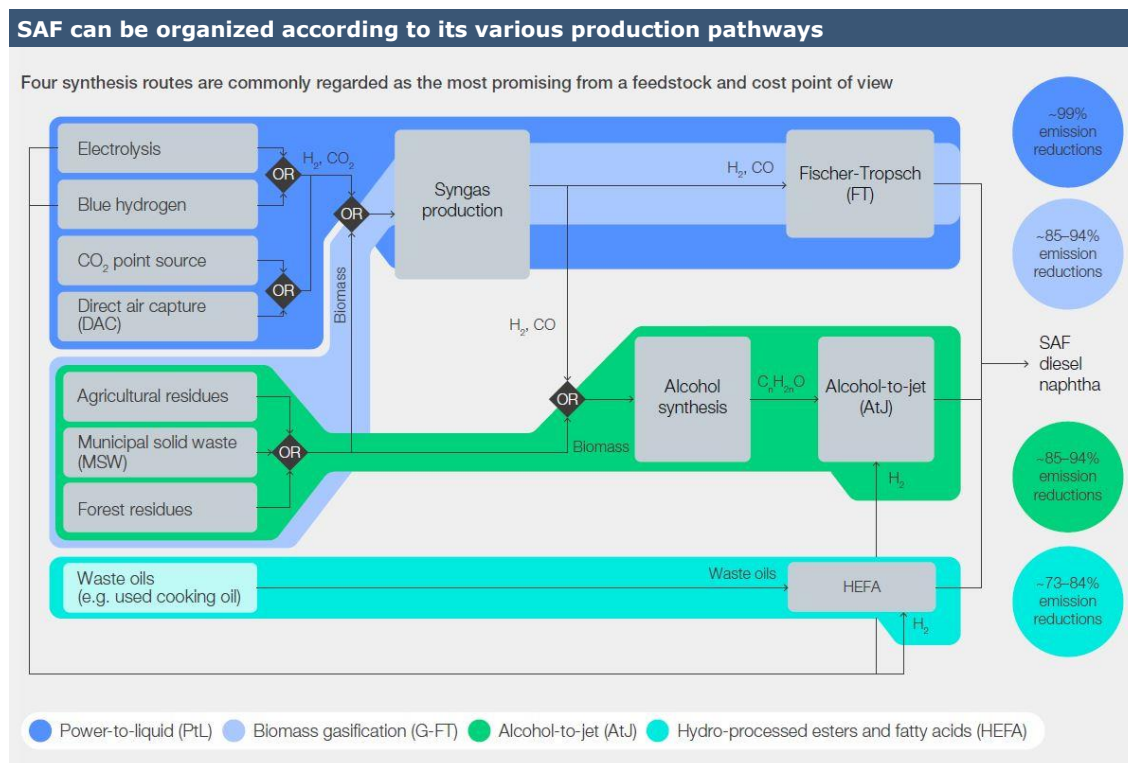 SAF can be organized according to its various production pathways
Four synthesis routes are commonly regarded as the most promising from a feedstock and cost point of view
Electrolysis
Blue hydrogen
CO₂ point source
Direct air capture
(DAC)
OR
OR
H₂, CO₂
OR
Biomass
Syngas
production
H₂, CO
Fischer-Tropsch
(FT)
H₂, CO
Agricultural residues
Municipal solid waste
(MSW)
Forest residues
OR
OR
Biomass
Alcohol
synthesis
CₙH₂ₙO
Alcohol-to-jet
(AtJ)
H₂
Waste oils
(e.g. used cooking oil)
Waste oils
HEFA
H₂
~99%
emission
reductions
~85–94%
emission
reductions
SAF
diesel
naphtha
~85–94%
emission
reductions
~73–84%
emission
reductions
Power-to-liquid (PtL)
Biomass gasification (G-FT)
Alcohol-to-jet (AtJ)
Hydro-processed esters and fatty acids (HEFA)